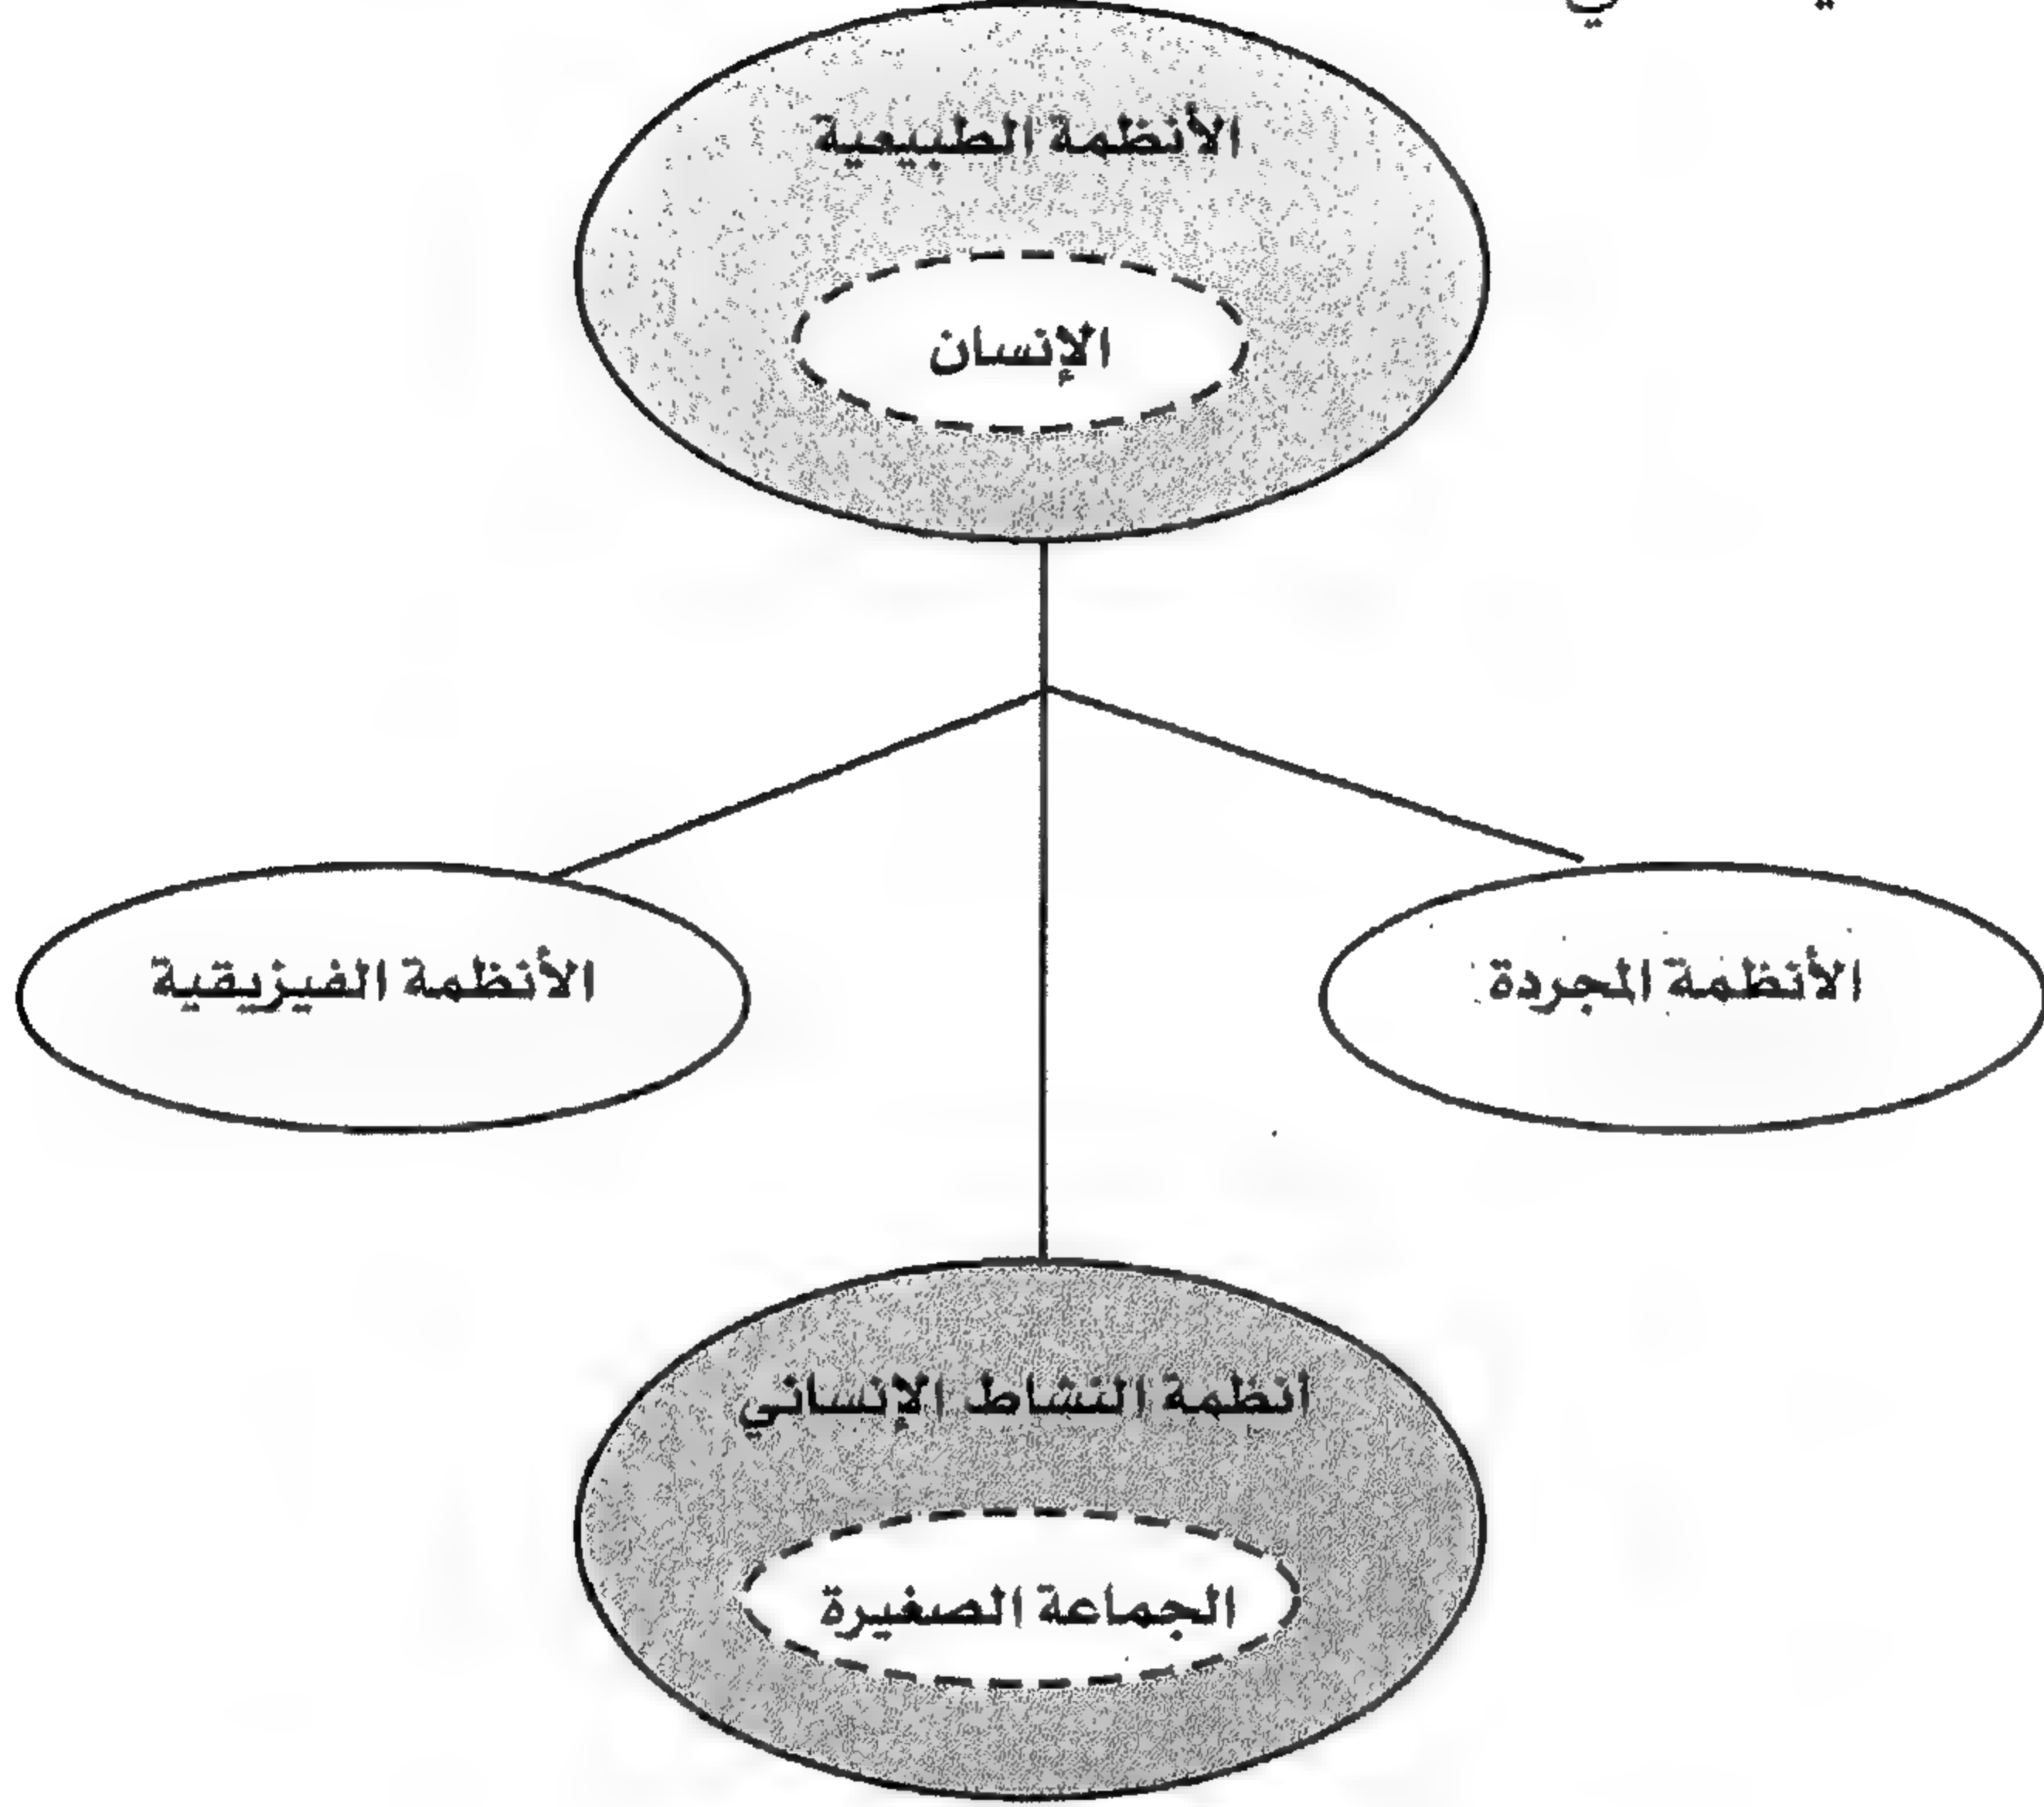 الأنظمة الطبيعية
الإنسان
الأنظمة المجردة
الأنظمة الفيزيقية
أنظمة النشاط الإنساني
الجماعة الصغيرة